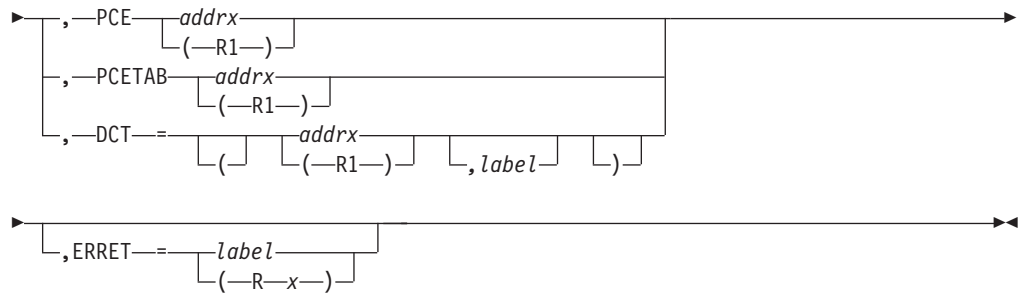 , PCE addrx
(R1)
, PCETAB addrx
(R1)
, DCT = ( addrx ,label )
(R1)
,ERRET = label
(R x)